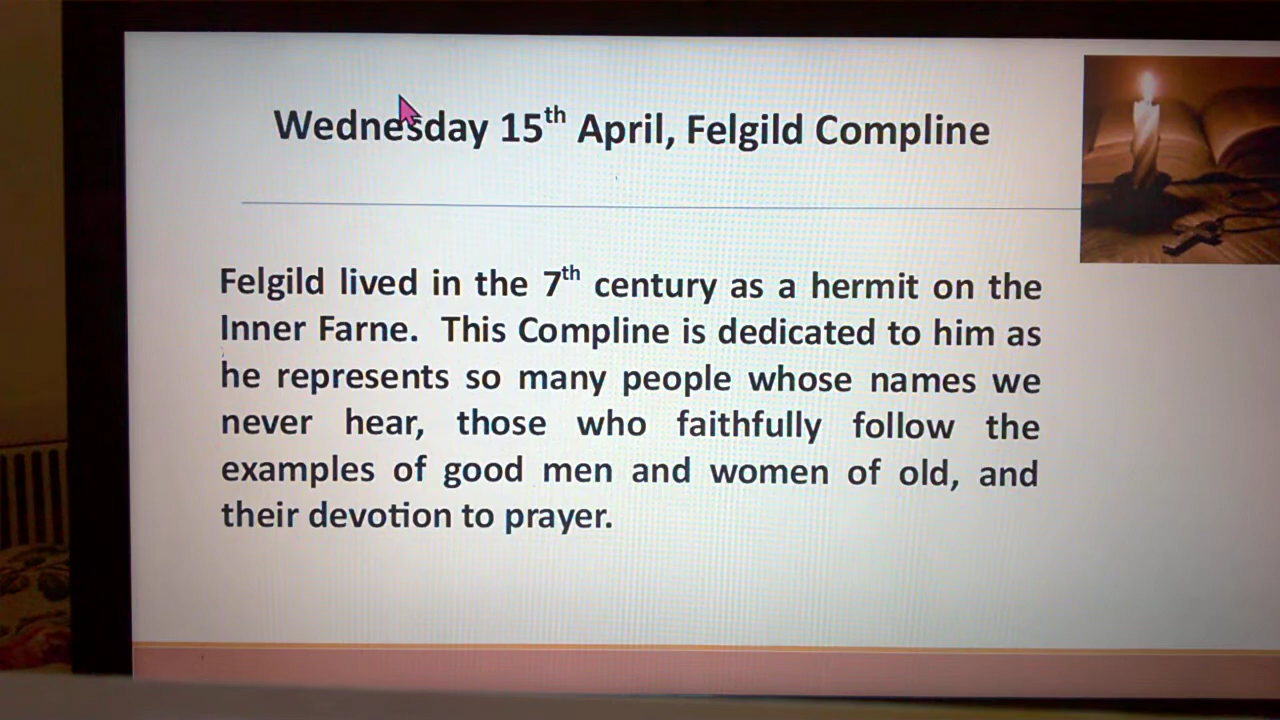 Wednesday 15th April, Felgild Compline
Felgild lived in the 7th century as a hermit on the
Inner Farne. This Compline is dedicated to him as
he represents so many people whose names we
never hear, those who faithfully follow the
examples of good men and women of old, and
their devotion to prayer.